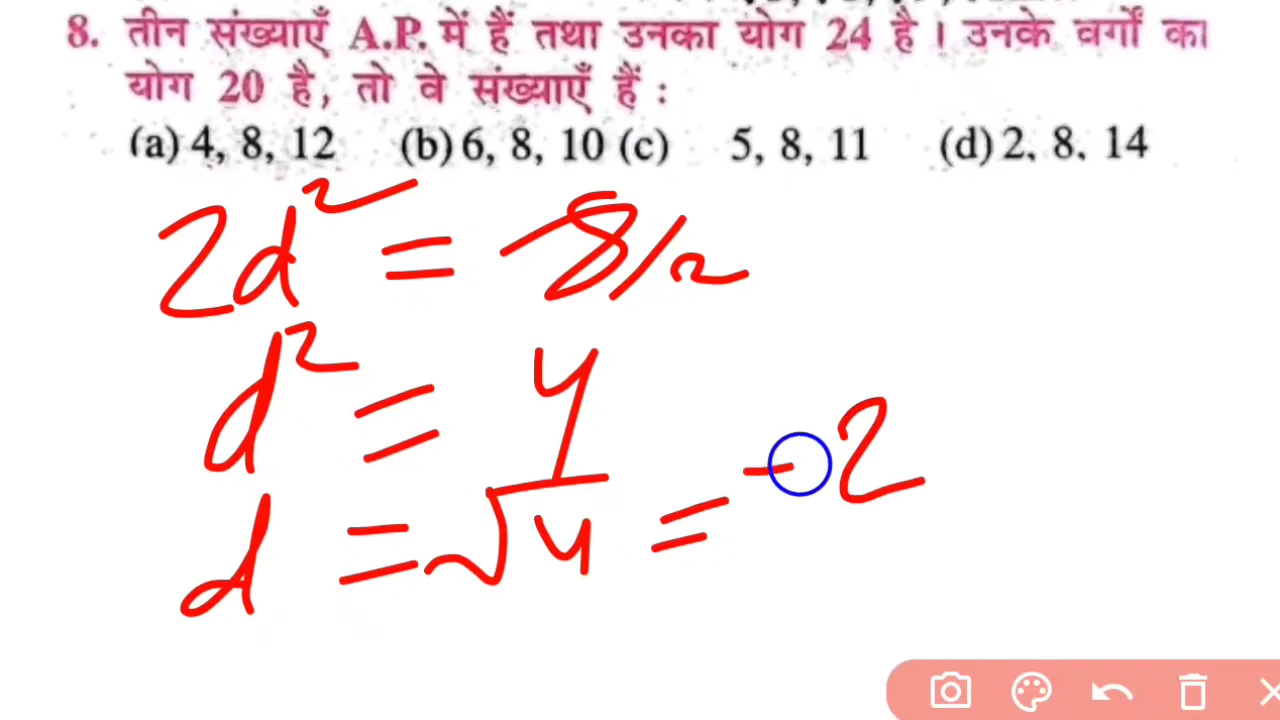 8. तीन संख्याएँ A.P. में हैं तथा उनका योग 24 है। उनके वर्गों का
योग 20 है, तो वे संख्याएँ हैं :
(a) 4, 8, 12 (b) 6, 8, 10 (c) 5, 8, 11 (d) 2, 8, 14
2d² = 8/2
d² = 4
d = √4 = -2